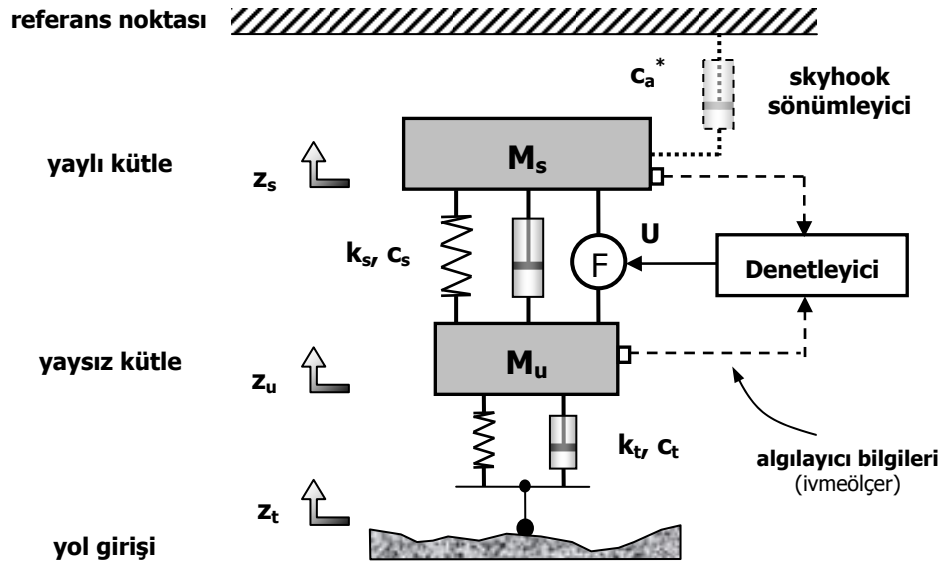 referans noktası
c_a^*
skyhook
sönümleyici
M_s
yaylı kütle
z_s
k_s, c_s
U
F
Denetleyici
M_u
yaysız kütle
z_u
k_t, c_t
algılayıcı bilgileri
(ivmeölçer)
z_t
yol girişi